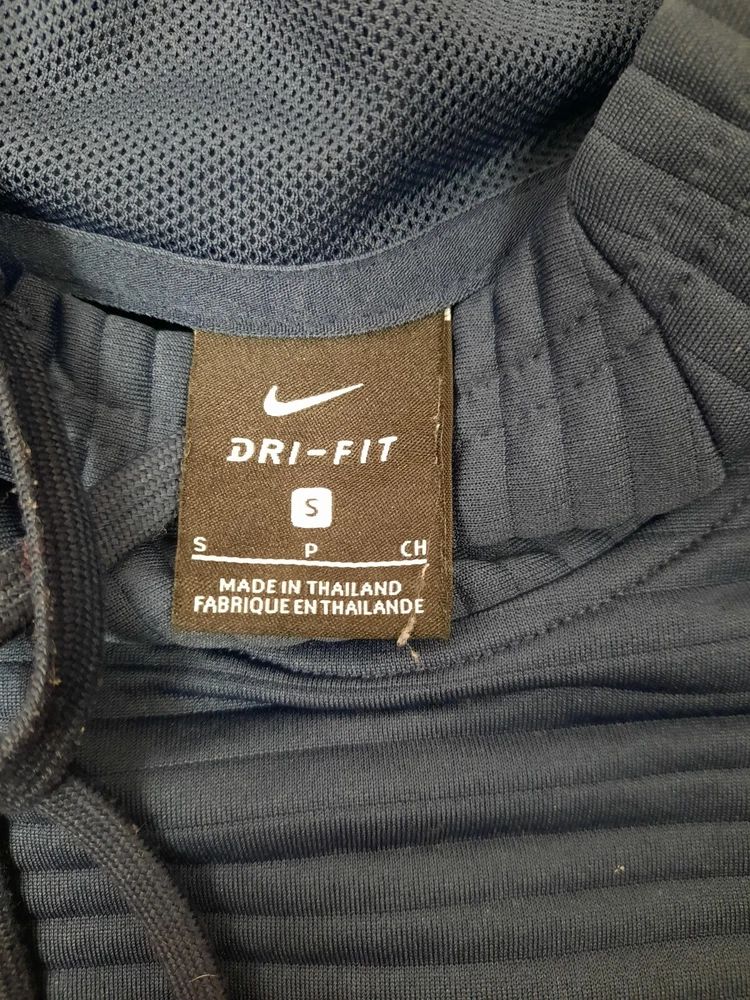 DRI-FIT
S
S P CH
MADE IN THAILAND
FABRIQUE EN THAILANDE